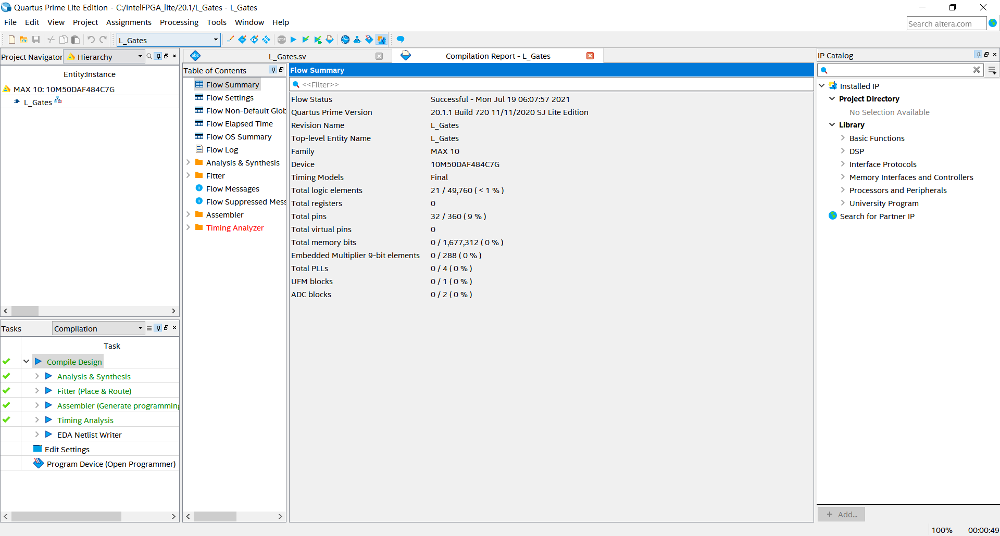 Quartus Prime Lite Edition - C:/intelFPGA_lite/20.1/L_Gates - L_Gates
File Edit View Project Assignments Processing Tools Window Help
Search altera.com
L_Gates
STOP
Project Navigator Hierarchy
Entity:Instance
MAX 10: 10M50DAF484C7G
L_Gates
Tasks Compilation
Task
Compile Design
Analysis & Synthesis
Fitter (Place & Route)
Assembler (Generate programming
Timing Analysis
EDA Netlist Writer
Edit Settings
Program Device (Open Programmer)
abc L_Gates.sv
Compilation Report - L_Gates
Table of Contents
Flow Summary
Flow Settings
Flow Non-Default Glob
Flow Elapsed Time
Flow OS Summary
Flow Log
Analysis & Synthesis
Fitter
Flow Messages
Flow Suppressed Mess
Assembler
Timing Analyzer
Flow Summary
<<Filter>>
Flow Status Successful - Mon Jul 19 06:07:57 2021
Quartus Prime Version 20.1.1 Build 720 11/11/2020 SJ Lite Edition
Revision Name L_Gates
Top-level Entity Name L_Gates
Family MAX 10
Device 10M50DAF484C7G
Timing Models Final
Total logic elements 21 / 49,760 ( < 1 % )
Total registers 0
Total pins 32 / 360 ( 9 % )
Total virtual pins 0
Total memory bits 0 / 1,677,312 ( 0 % )
Embedded Multiplier 9-bit elements 0 / 288 ( 0 % )
Total PLLs 0 / 4 ( 0 % )
UFM blocks 0 / 1 ( 0 % )
ADC blocks 0 / 2 ( 0 % )
IP Catalog
Installed IP
Project Directory
No Selection Available
Library
Basic Functions
DSP
Interface Protocols
Memory Interfaces and Controllers
Processors and Peripherals
University Program
Search for Partner IP
+ Add...
100% 00:00:49